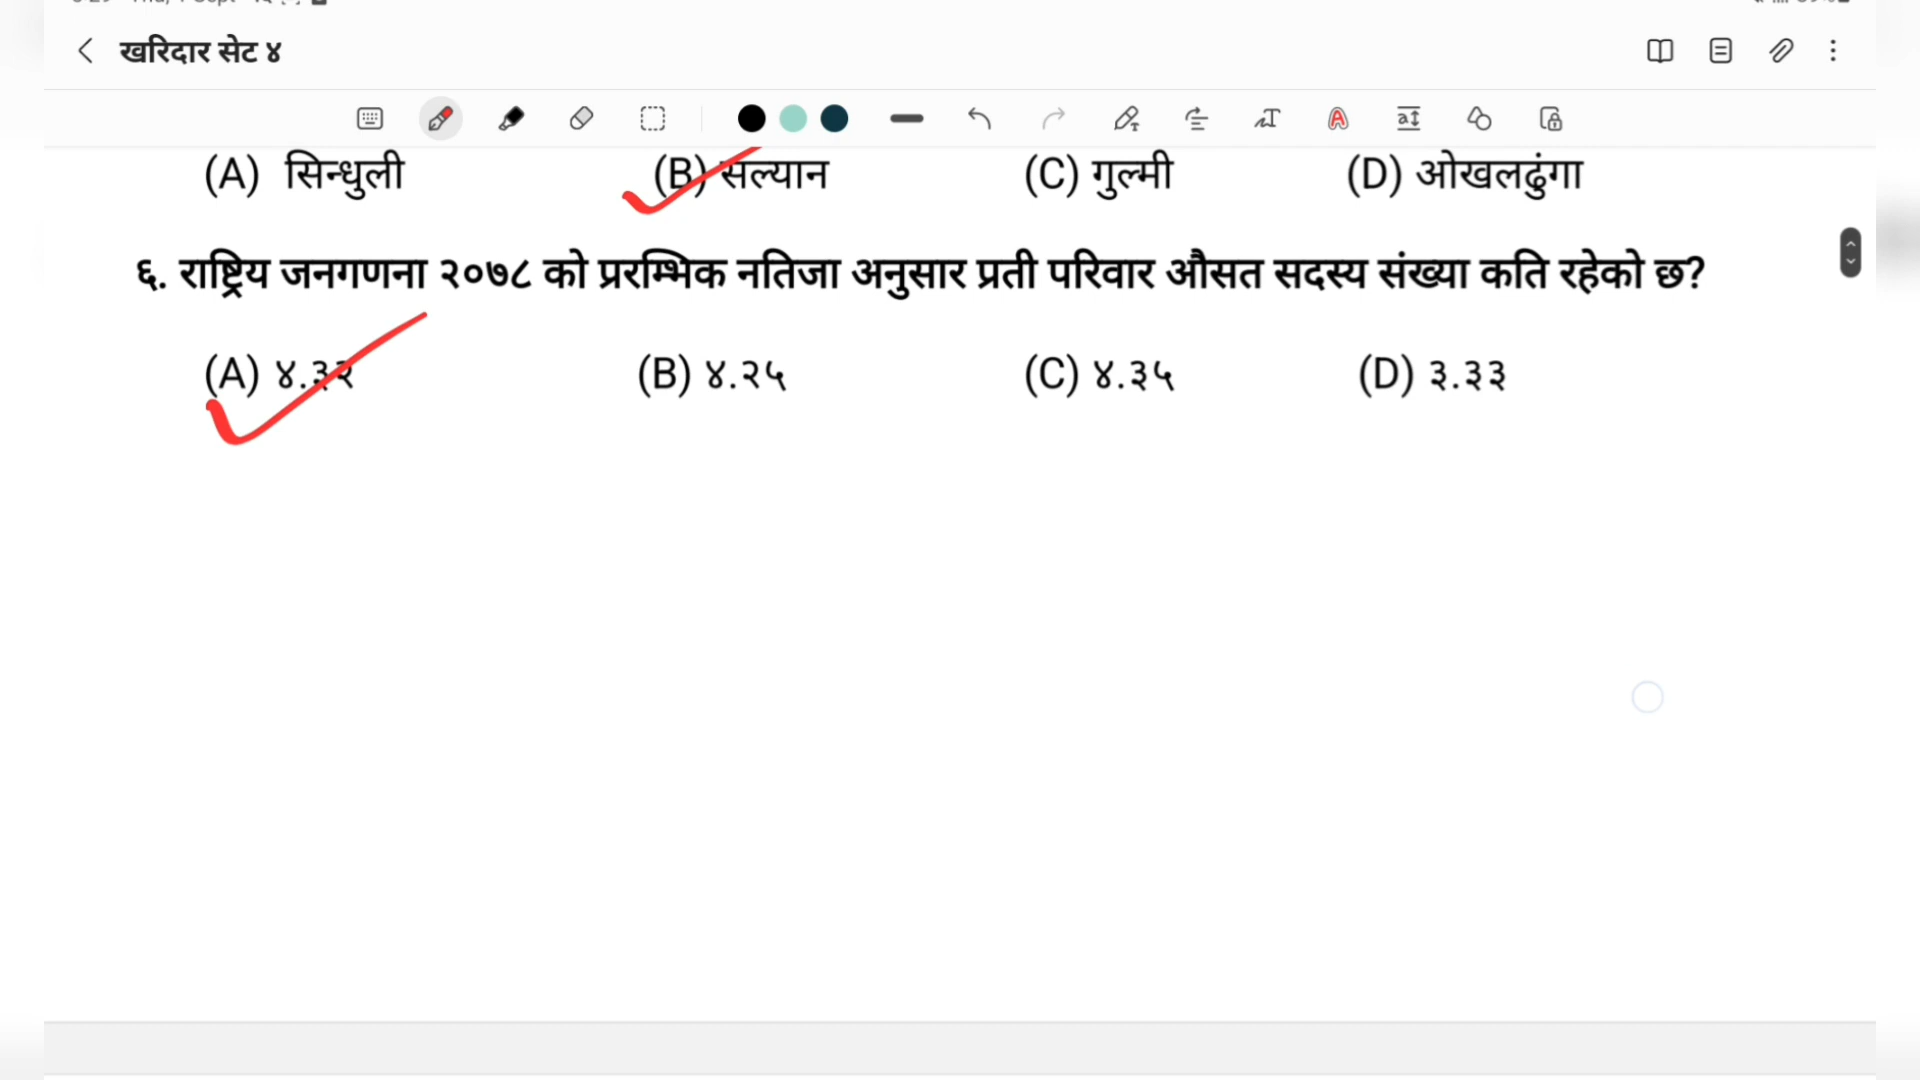 खरिदार सेट ४
(A) सिन्धुली (B) सल्यान (C) गुल्मी (D) ओखलढुंगा
६. राष्ट्रिय जनगणना २०७८ को प्ररम्भिक नतिजा अनुसार प्रती परिवार औसत सदस्य संख्या कति रहेको छ?
(A) ४.३२ (B) ४.२५ (C) ४.३५ (D) ३.३३